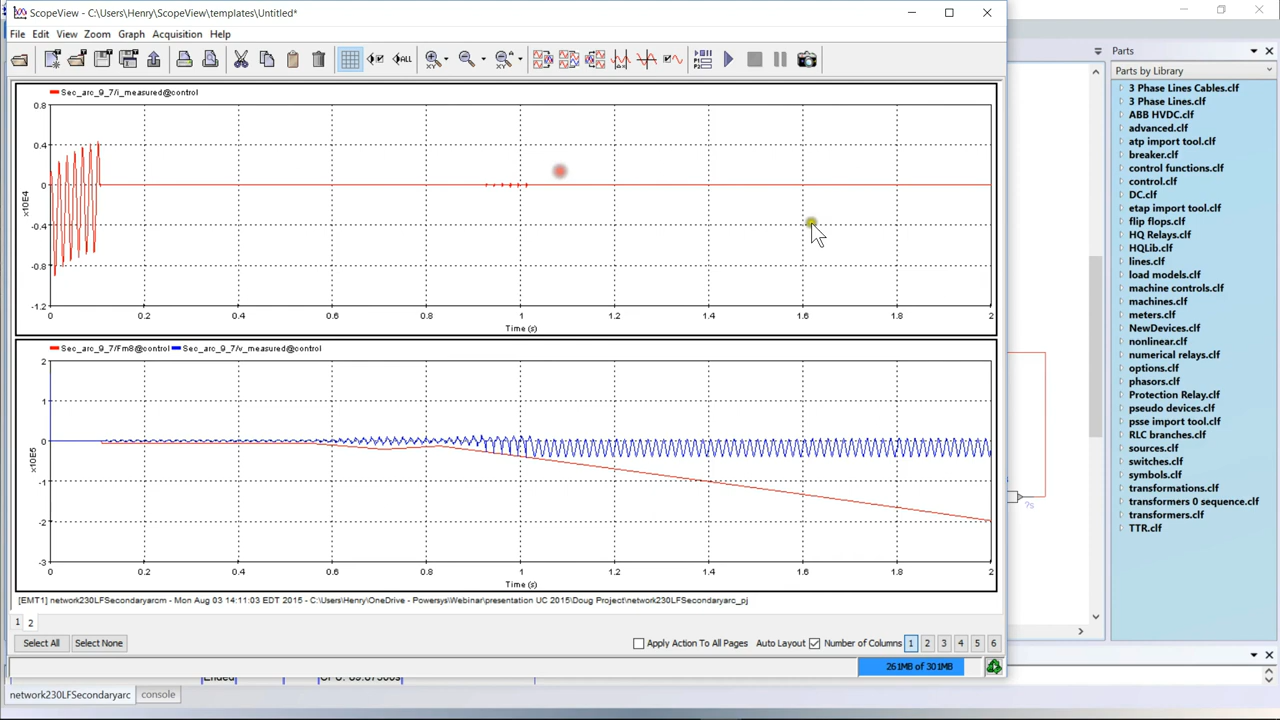 ScopeView - C:\Users\Henry\ScopeView\templates\Untitled*
File Edit View Zoom Graph Acquisition Help
Sec_arc_9_7/i_measured@control
0.8
0.4
0
-0.4
-0.8
-1.2
x10E4
0 0.2 0.4 0.6 0.8 1 1.2 1.4 1.6 1.8 2
Time (s)
Sec_arc_9_7/Fm8@control Sec_arc_9_7/v_measured@control
2
1
0
-1
-2
-3
x10E5
0 0.2 0.4 0.6 0.8 1 1.2 1.4 1.6 1.8 2
Time (s)
[EMT1] network230LFSecondaryarcm - Mon Aug 03 14:11:03 EDT 2015 - C:\Users\Henry\OneDrive - Powersys\Webinar\presentation UC 2015\Doug Project\network230LFSecondaryarc_pj
1 2
Select All Select None Apply Action To All Pages Auto Layout Number of Columns 1 2 3 4 5 6
261MB of 301MB
Ended
network230LFSecondaryarc console
Parts
Parts by Library
3 Phase Lines Cables.clf
3 Phase Lines.clf
ABB HVDC.clf
advanced.clf
atp import tool.clf
breaker.clf
control functions.clf
control.clf
DC.clf
etap import tool.clf
flip flops.clf
HQ Relays.clf
HQLib.clf
lines.clf
load models.clf
machine controls.clf
machines.clf
meters.clf
NewDevices.clf
nonlinear.clf
numerical relays.clf
options.clf
phasors.clf
Protection Relay.clf
pseudo devices.clf
psse import tool.clf
RLC branches.clf
sources.clf
switches.clf
symbols.clf
transformations.clf
transformers 0 sequence.clf
transformers.clf
TTR.clf
?s